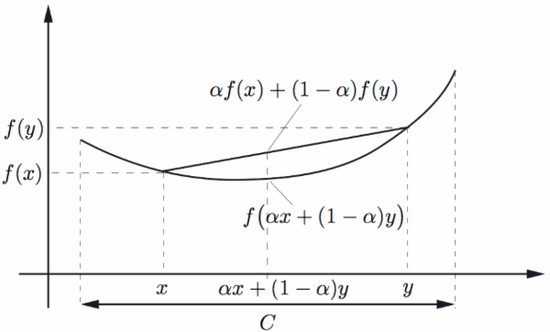 αf(x) + (1 − α)f(y)
f(y)
f(x)
f(αx + (1 − α)y)
x
αx + (1 − α)y
y
C